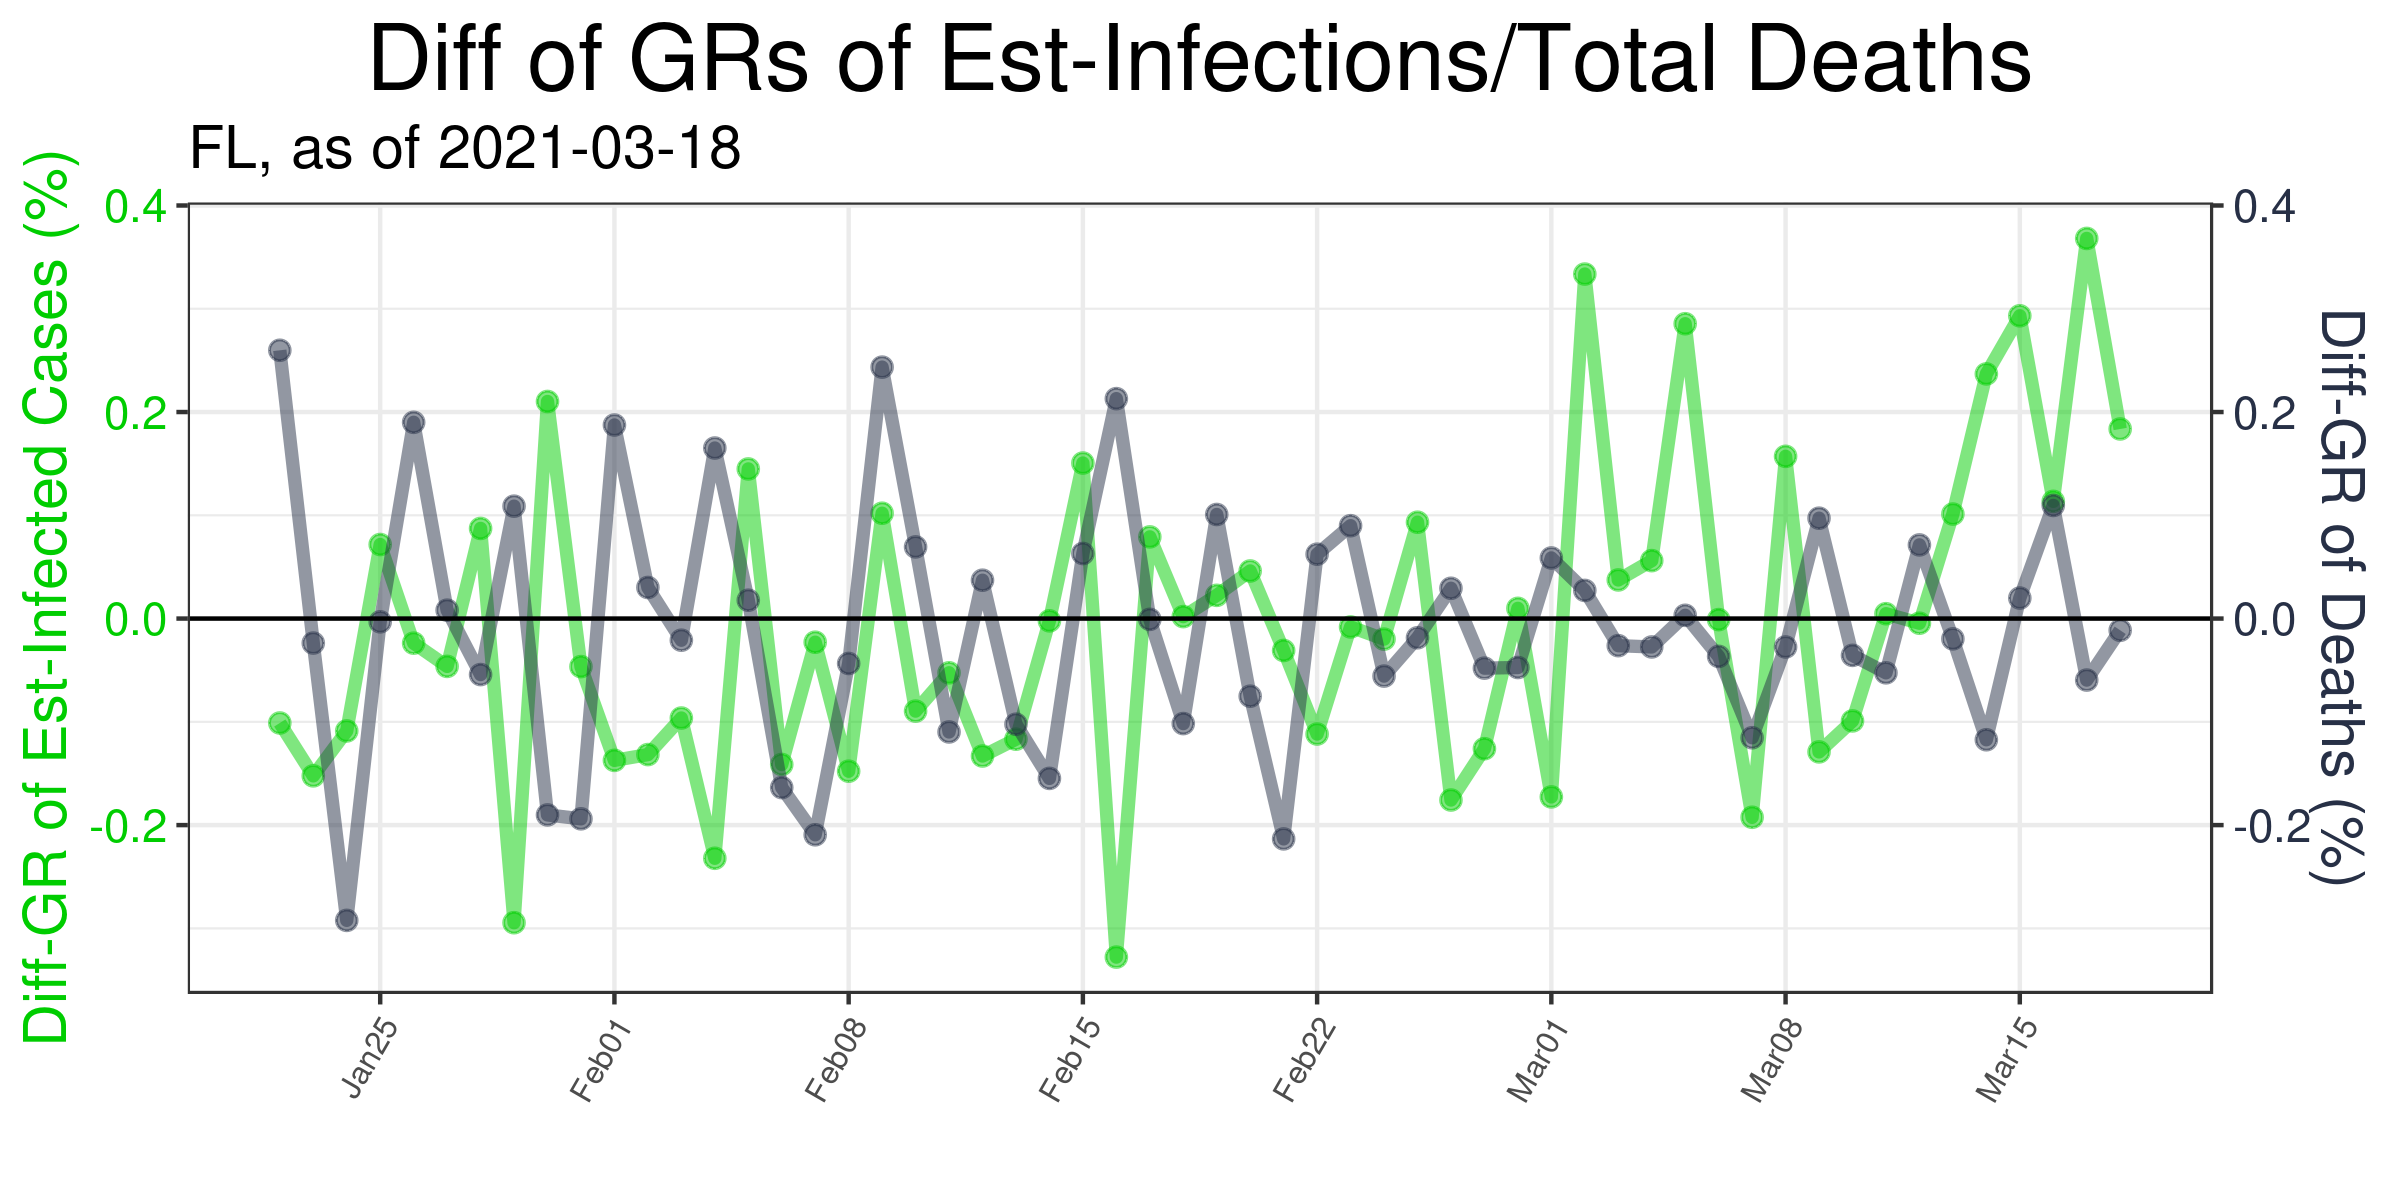 Diff of GRs of Est-Infections/Total Deaths
FL, as of 2021-03-18
Diff-GR of Est-Infected Cases (%)
0.4
0.2
0.0
-0.2
0.4
0.2
0.0
-0.2
Diff-GR of Deaths (%)
Jan25
Feb01
Feb08
Feb15
Feb22
Mar01
Mar08
Mar15